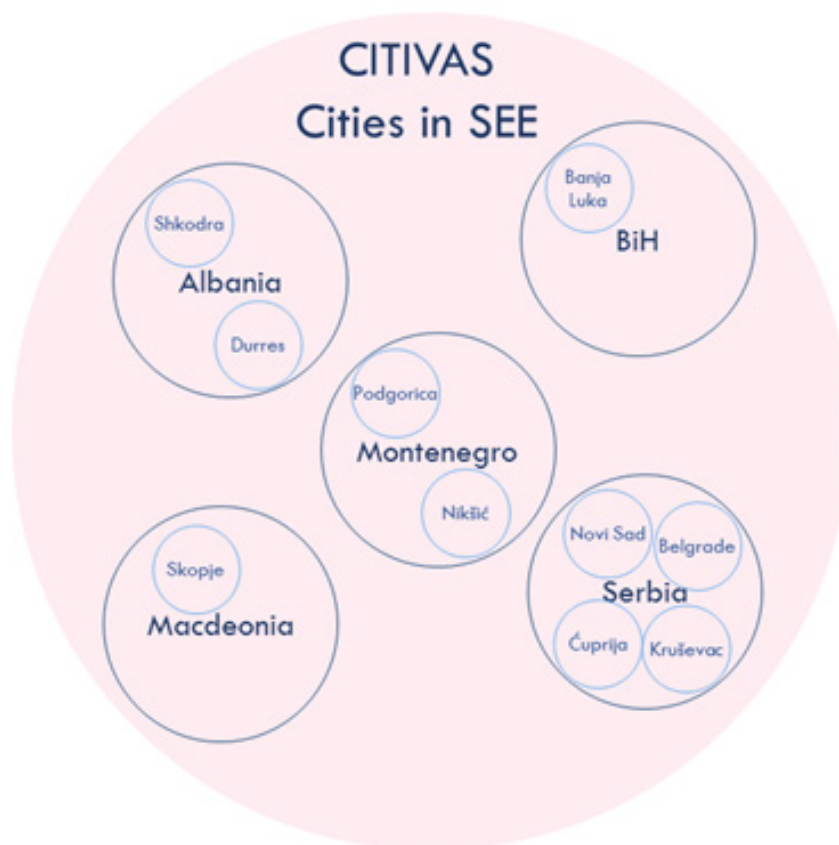 CITIVAS
Cities in SEE
Banja
Luka
BiH
Shkodra
Albania
Durres
Podgorica
Montenegro
Nikšić
Novi Sad
Belgrade
Serbia
Ćuprija
Kruševac
Skopje
Macdeonia